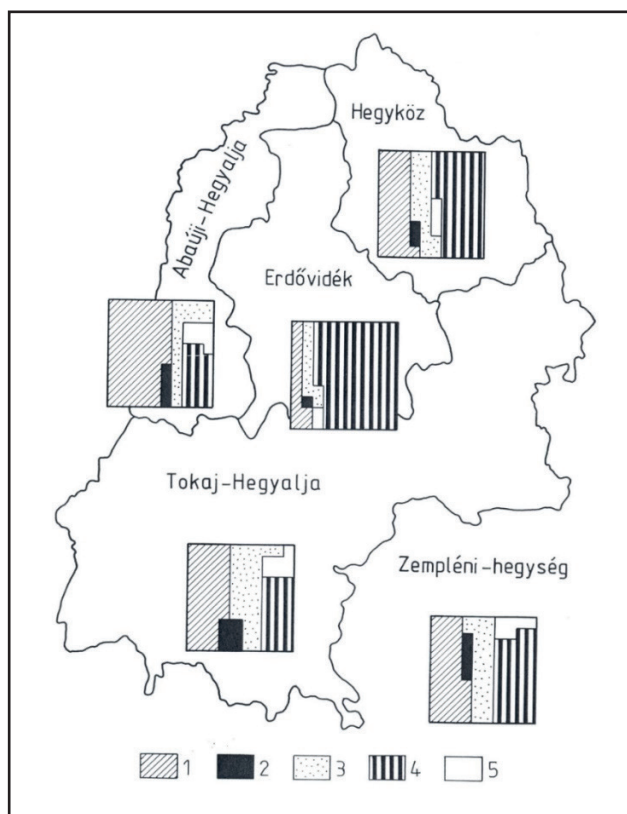 Hegyköz
Abaúji-Hegyalja
Erdővidék
Tokaj-Hegyalja
Zempléni-hegység
1 2 3 4 5